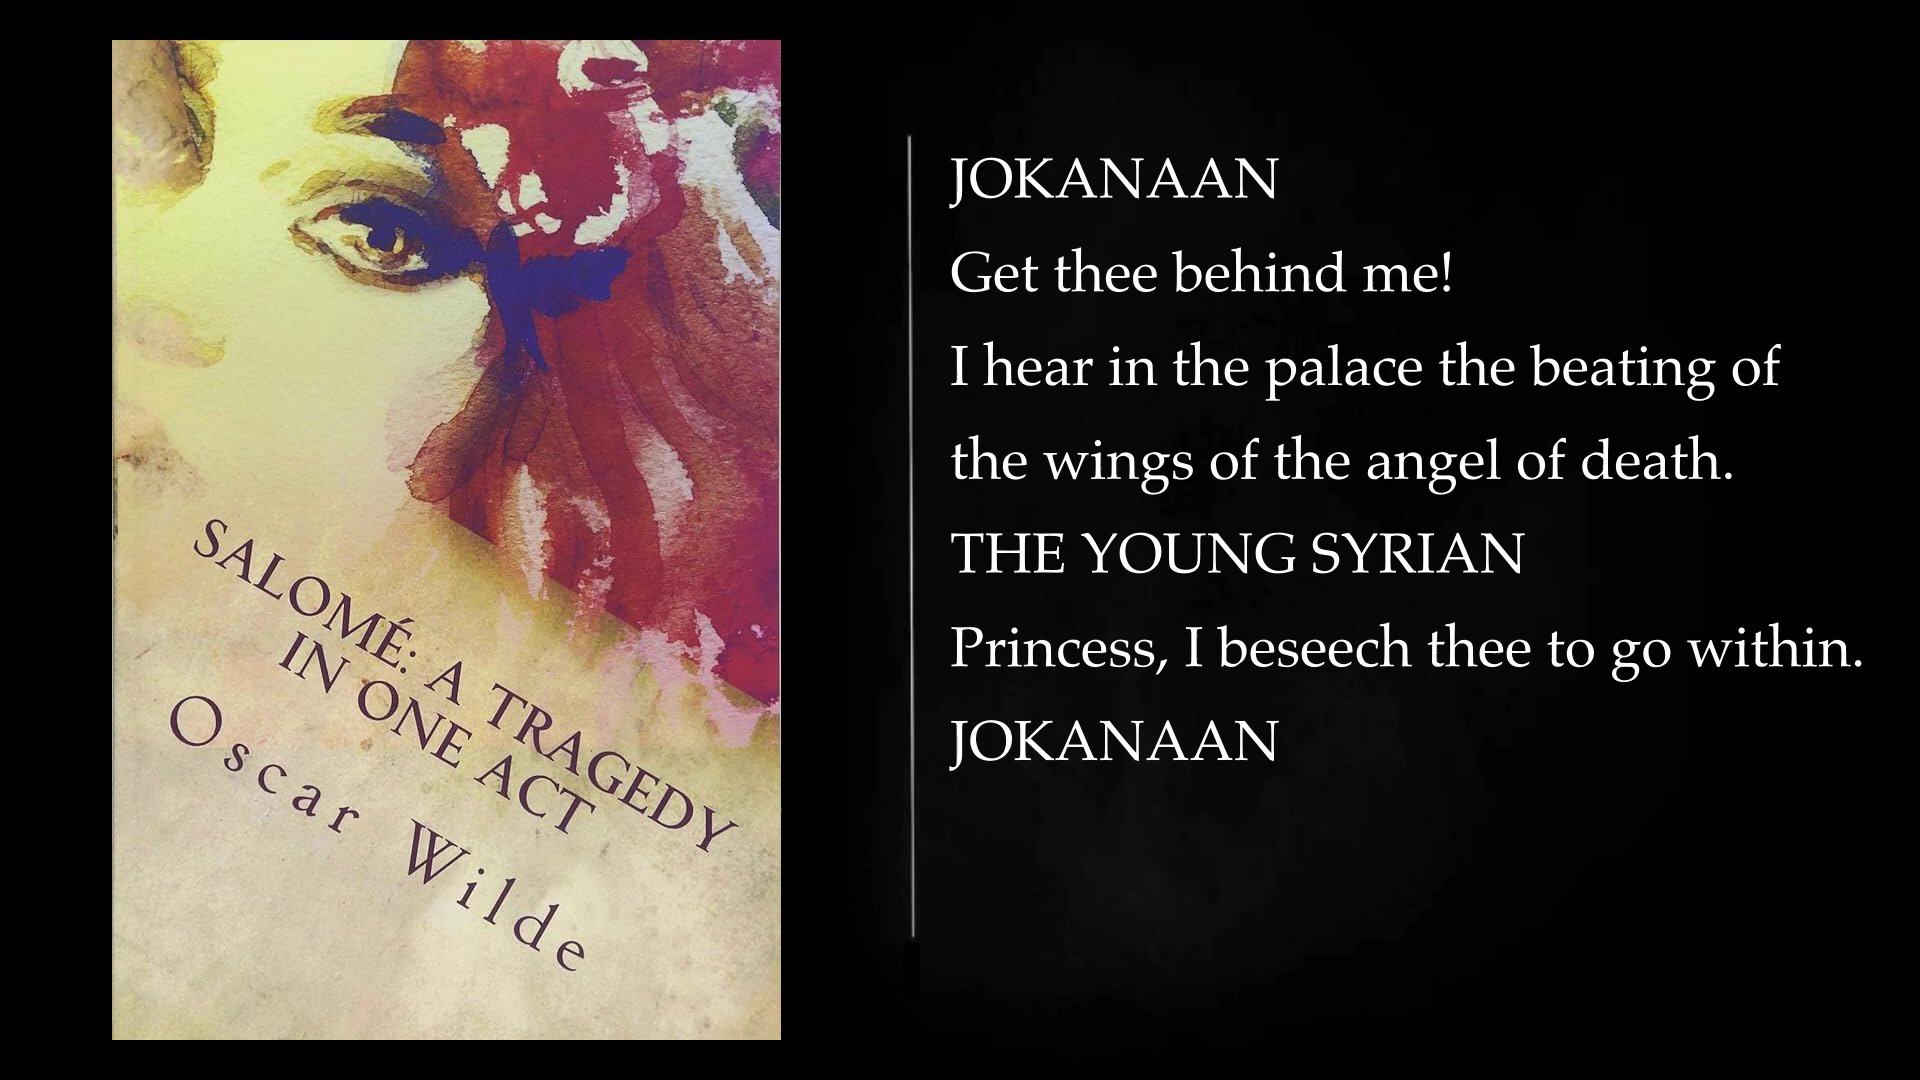 SALOMÉ: A TRAGEDY
IN ONE ACT
Oscar Wilde
JOKANAAN
Get thee behind me!
I hear in the palace the beating of
the wings of the angel of death.
THE YOUNG SYRIAN
Princess, I beseech thee to go within.
JOKANAAN